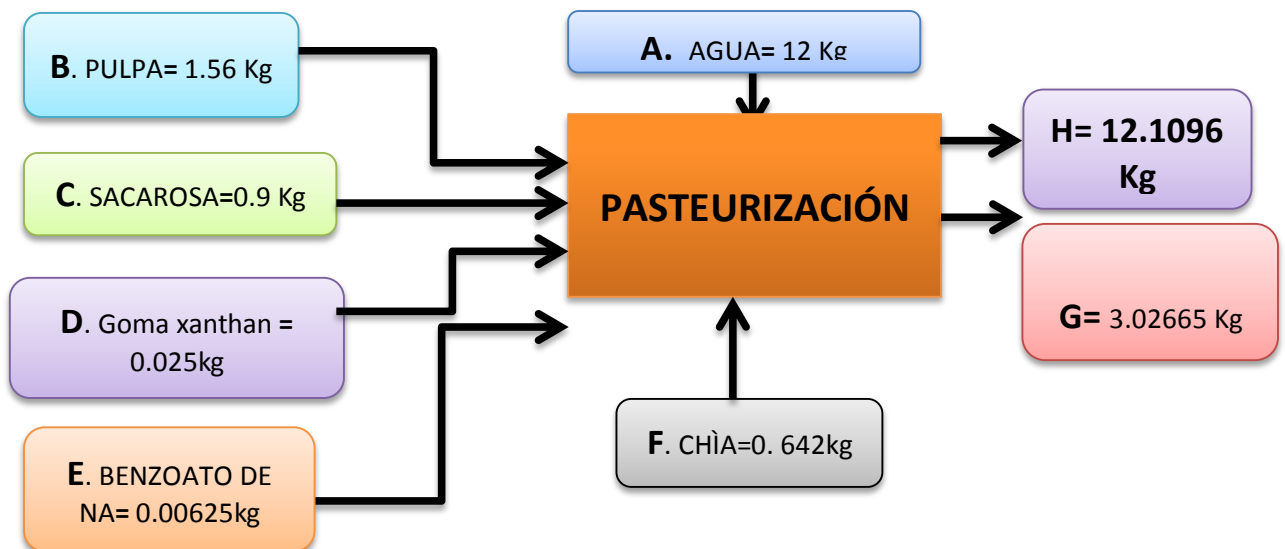 B. PULPA= 1.56 Kg
A. AGUA= 12 Kg
H= 12.1096
Kg
C. SACAROSA=0.9 Kg
PASTEURIZACIÓN
G= 3.02665 Kg
D. Goma xanthan =
0.025kg
F. CHÌA=0. 642kg
E. BENZOATO DE
NA= 0.00625kg